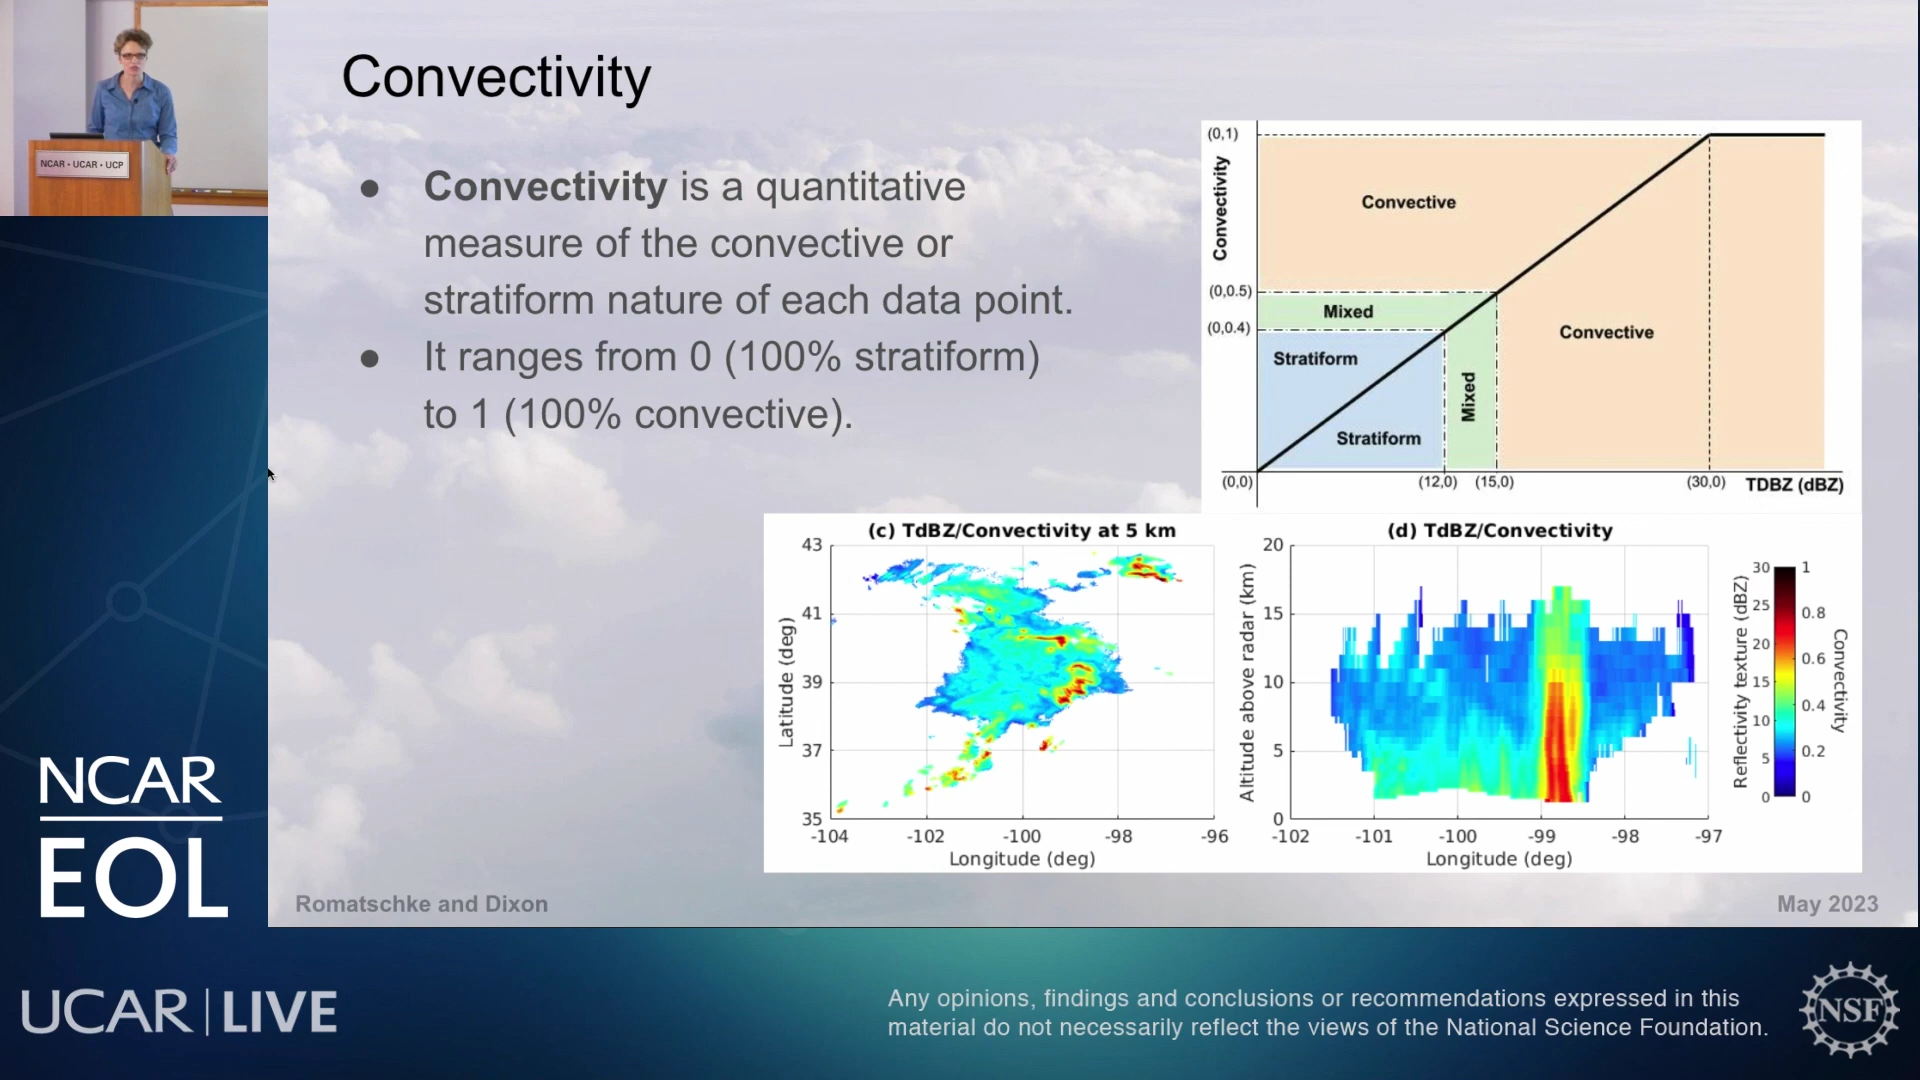 NCAR • UCAR • UCP
Convectivity
● Convectivity is a quantitative
measure of the convective or
stratiform nature of each data point.
● It ranges from 0 (100% stratiform)
to 1 (100% convective).
(0,1)
Convectivity
Convective
(0,0.5)
Mixed
(0,0.4)
Convective
Stratiform
Mixed
Stratiform
(0,0)
(12,0)
(15,0)
(30,0)
TDBZ (dBZ)
(c) TdBZ/Convectivity at 5 km
43
41
39
37
35
Latitude (deg)
-104
-102
-100
-98
-96
Longitude (deg)
(d) TdBZ/Convectivity
20
15
10
5
0
Altitude above radar (km)
-102
-101
-100
-99
-98
-97
Longitude (deg)
Reflectivity texture (dBZ)
30
25
20
15
10
5
0
1
0.8
0.6
0.4
0.2
0
Convectivity
Romatschke and Dixon
May 2023
NCAR
EOL
UCAR | LIVE
Any opinions, findings and conclusions or recommendations expressed in this
material do not necessarily reflect the views of the National Science Foundation.
NSF